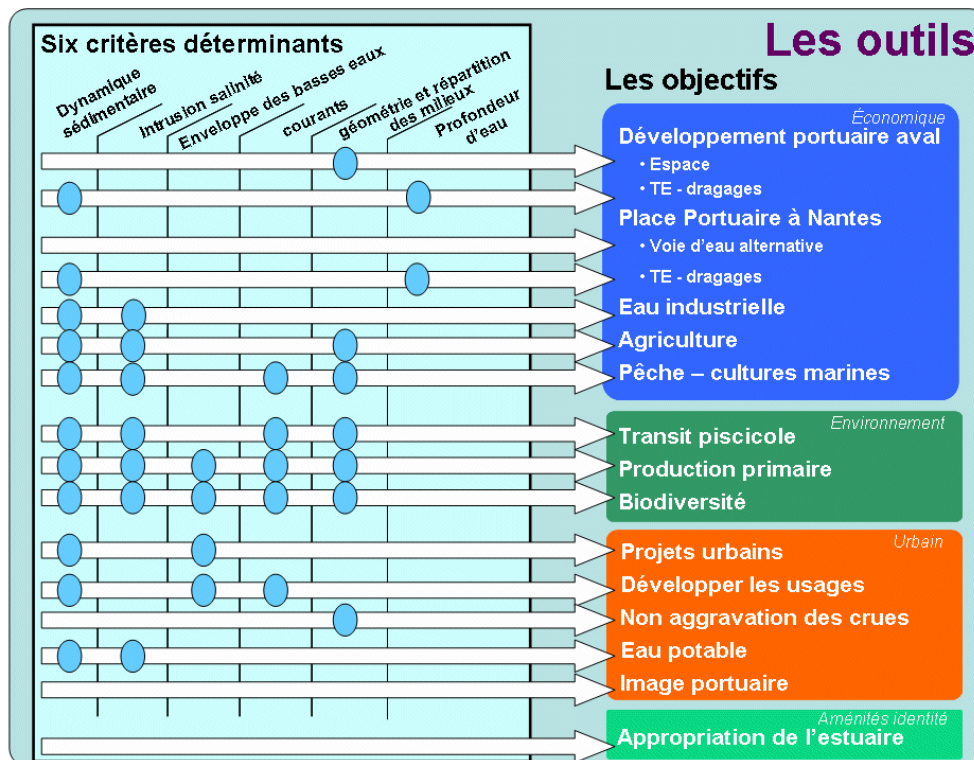 Les outils
Six critères déterminants
Dynamique
sédimentaire
Intrusion salinité
Enveloppe des basses eaux
courants
géométrie et répartition
des milieux
Profondeur
d'eau
Les objectifs
Économique
Développement portuaire aval
• Espace
• TE - dragages
Place Portuaire à Nantes
• Voie d'eau alternative
• TE - dragages
Eau industrielle
Agriculture
Pêche – cultures marines
Environnement
Transit piscicole
Production primaire
Biodiversité
Urbain
Projets urbains
Développer les usages
Non aggravation des crues
Eau potable
Image portuaire
Aménités identité
Appropriation de l'estuaire